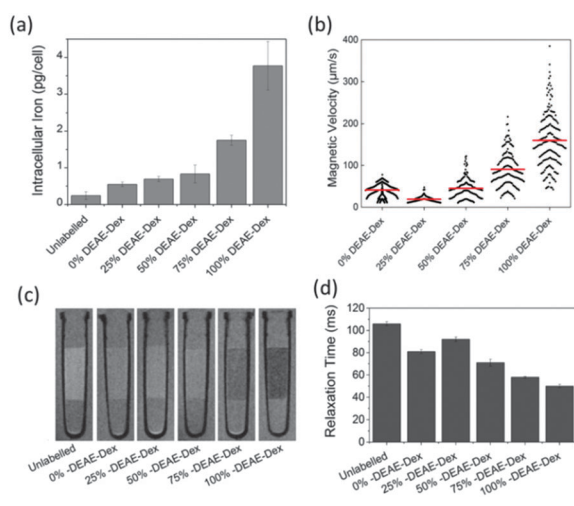 (a)
Intracellular Iron (pg/cell)
4
3
2
1
0
Unlabelled
0% DEAE-Dex
25% DEAE-Dex
50% DEAE-Dex
75% DEAE-Dex
100% DEAE-Dex
(b)
Magnetic Velocity (µm/s)
400
300
200
100
0
0% DEAE-Dex
25% DEAE-Dex
50% DEAE-Dex
75% DEAE-Dex
100% DEAE-Dex
(c)
Unlabelled
0% -DEAE-Dex
25% -DEAE-Dex
50% -DEAE-Dex
75% -DEAE-Dex
100% -DEAE-Dex
(d)
Relaxation Time (ms)
120
100
80
60
40
20
0
Unlabelled
0% -DEAE-Dex
25% -DEAE-Dex
50% -DEAE-Dex
75% -DEAE-Dex
100% -DEAE-Dex